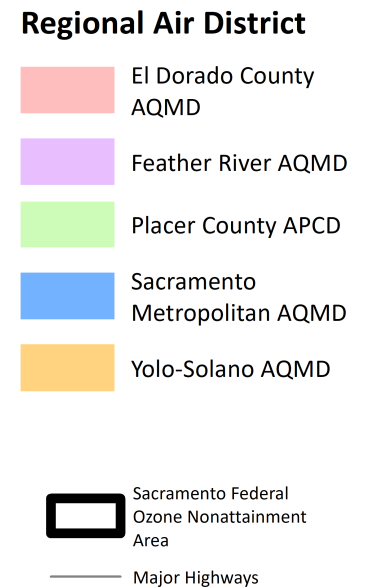 Regional Air District
El Dorado County
AQMD
Feather River AQMD
Placer County APCD
Sacramento
Metropolitan AQMD
Yolo-Solano AQMD
Sacramento Federal
Ozone Nonattainment
Area
Major Highways